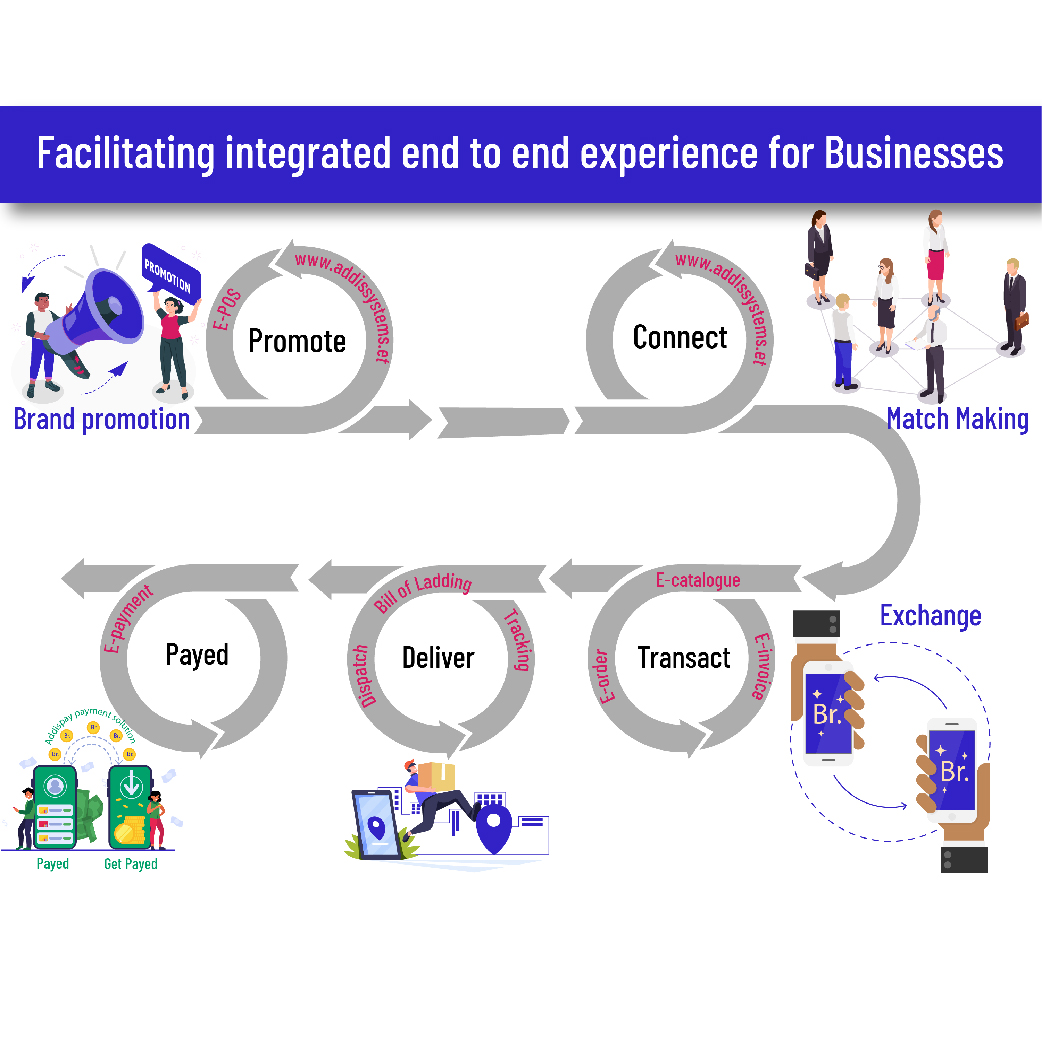 Facilitating integrated end to end experience for Businesses
PROMOTION
Brand promotion
E-POS
www.addissystems.et
Promote
www.addissystems.et
Connect
Match Making
E-catalogue
E-order
E-invoice
Transact
Exchange
Br.
Br.
Bill of Ladding
Dispatch
Tracking
Deliver
E-payment
Payed
Addispay payment solution
Br.
Br.
Br.
Br.
Br.
Payed
Get Payed